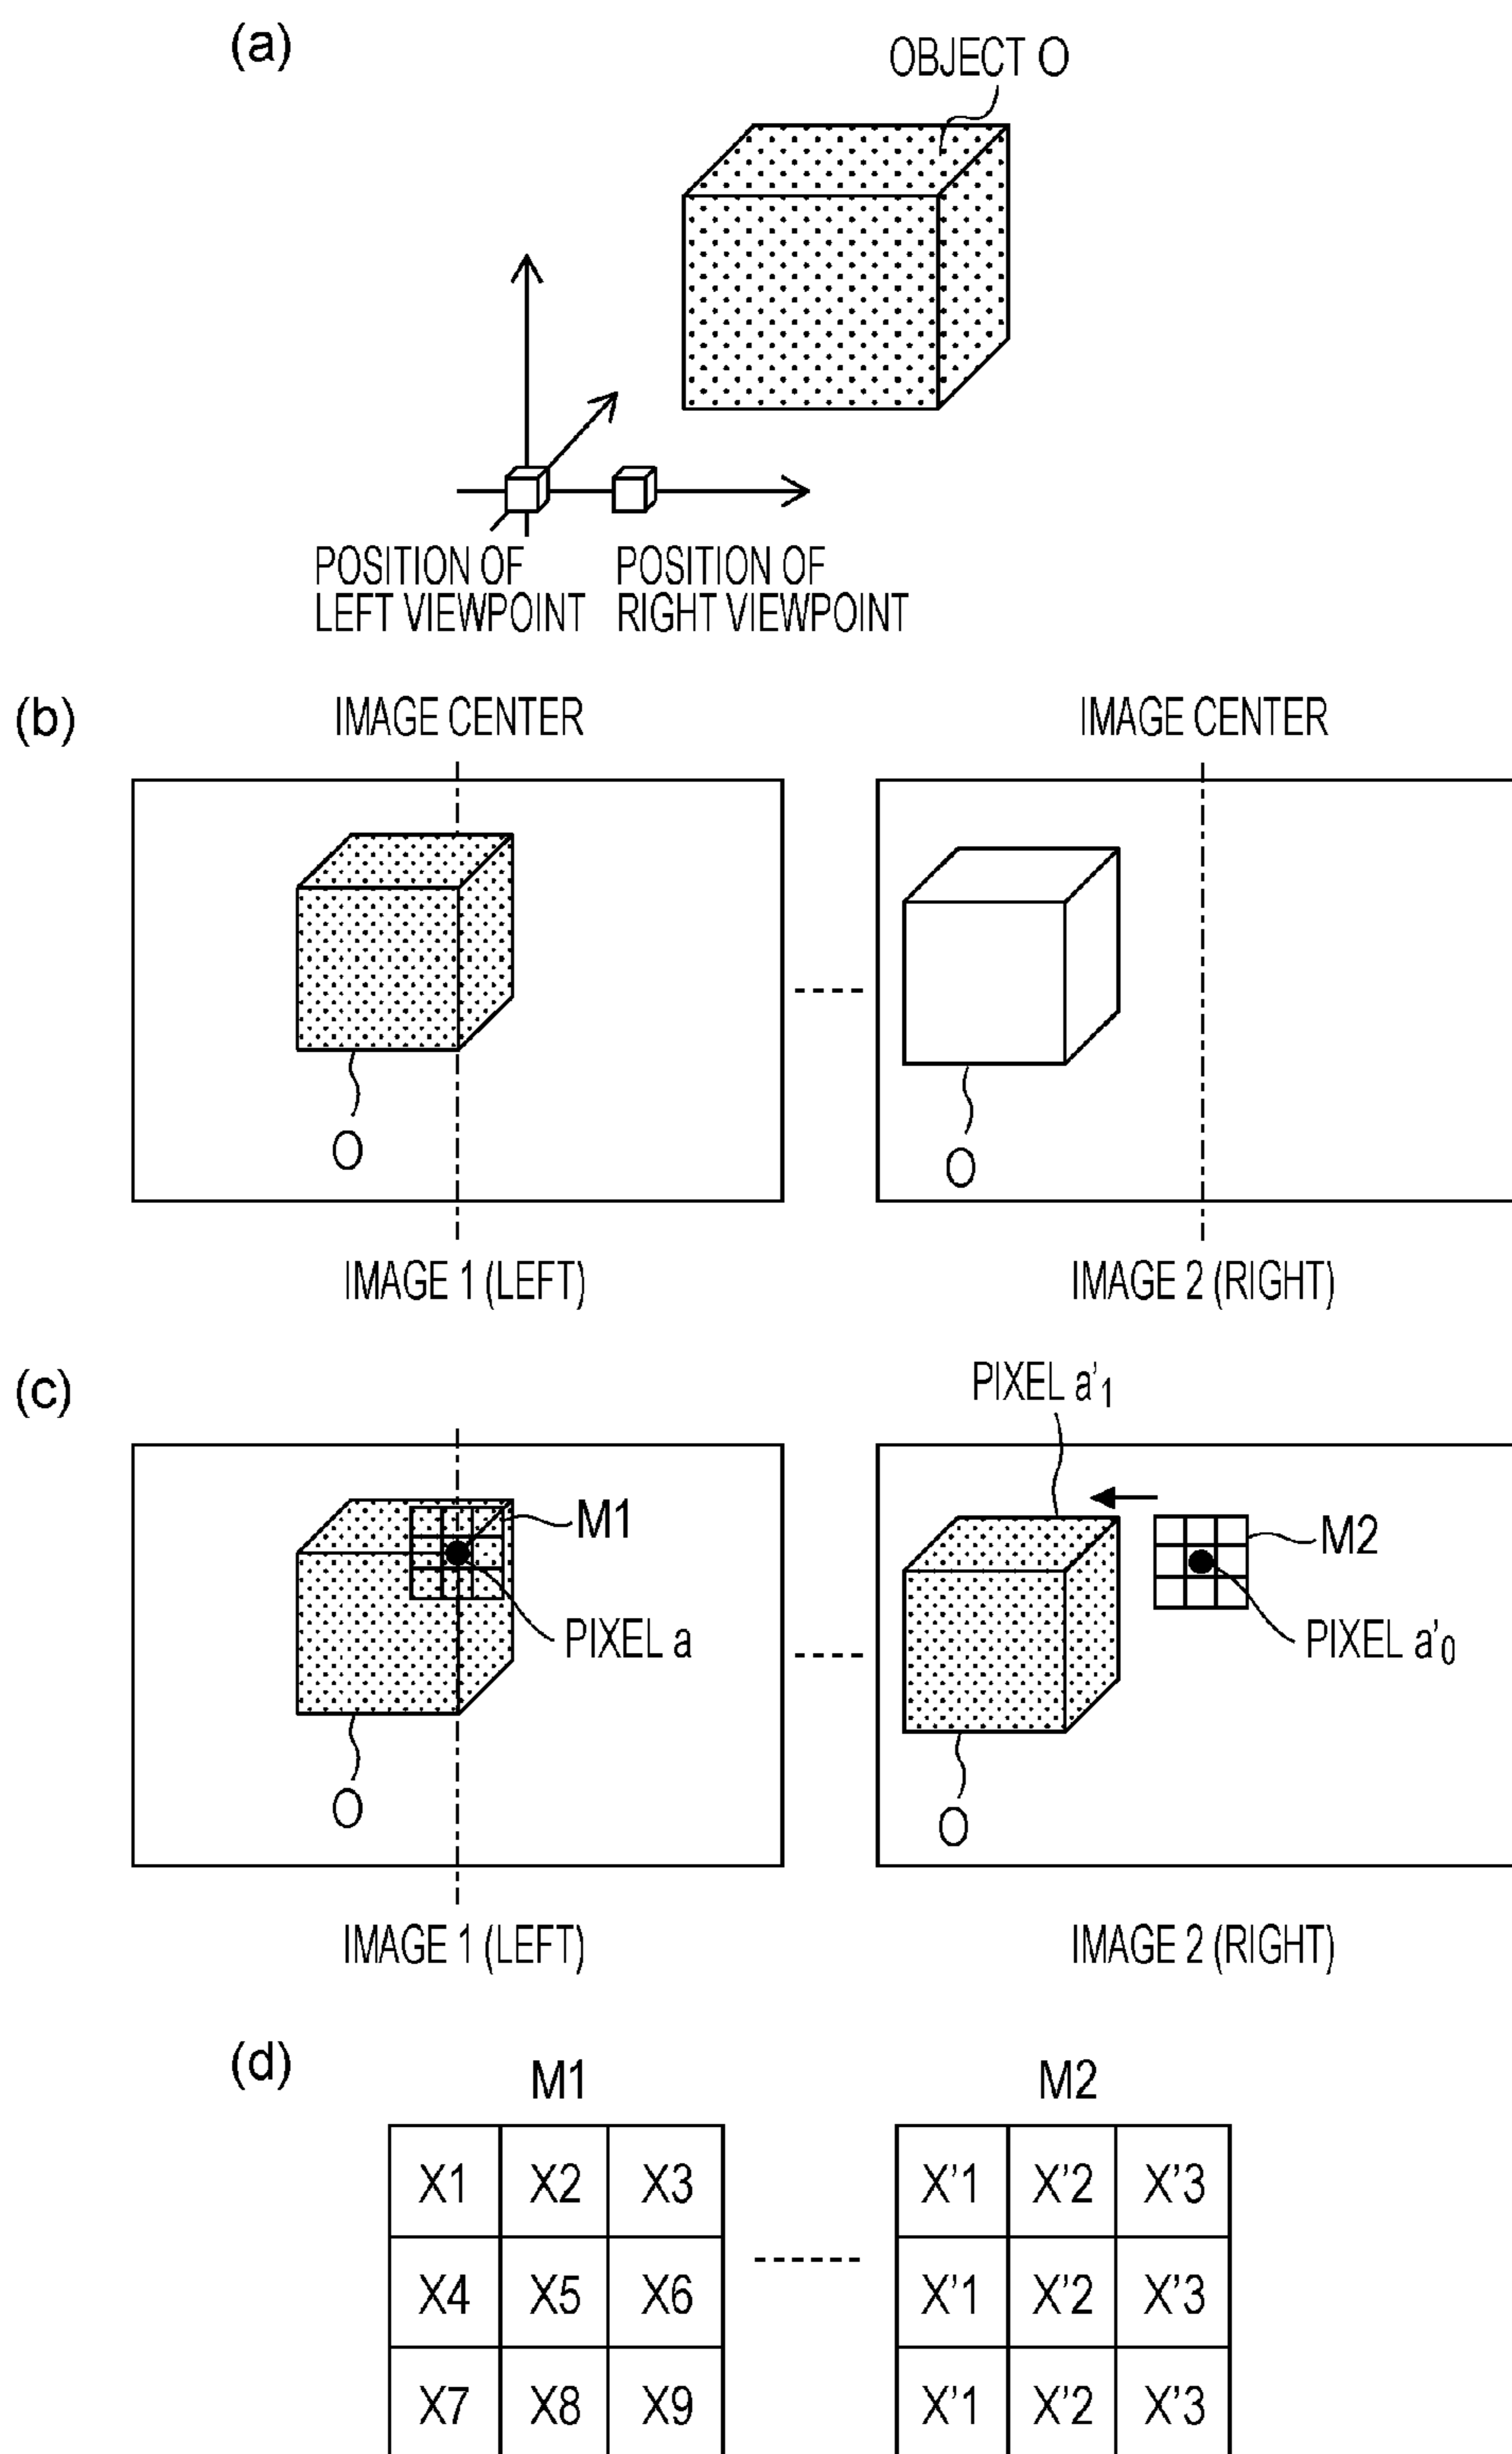 (a)
OBJECT O
POSITION OF
LEFT VIEWPOINT
POSITION OF
RIGHT VIEWPOINT
(b)
IMAGE CENTER
IMAGE CENTER
O
O
IMAGE 1 (LEFT)
IMAGE 2 (RIGHT)
(c)
PIXEL a'1
M1
M2
PIXEL a
PIXEL a'0
O
O
IMAGE 1 (LEFT)
IMAGE 2 (RIGHT)
(d)
M1
M2
X1 X2 X3
X'1 X'2 X'3
X4 X5 X6
X'1 X'2 X'3
X7 X8 X9
X'1 X'2 X'3